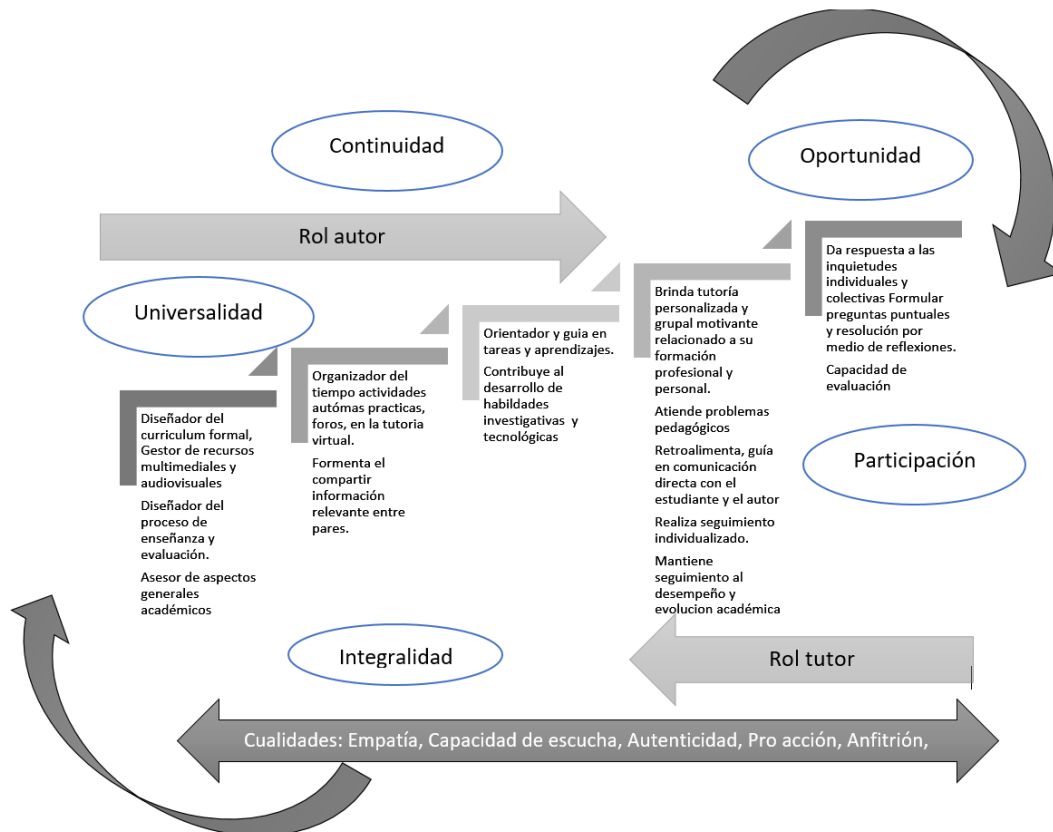 Continuidad
Oportunidad
Rol autor
Universalidad
Diseñador del
curriculum formal,
Gestor de recursos
multimediales y
audiovisuales
Diseñador del
proceso de
enseñanza y
evaluación.
Asesor de aspectos
generales
académicos
Organizador del
tiempo actividades
autómas practicas,
foros, en la tutoria
virtual.
Formenta el
compartir
información
relevante entre
pares.
Orientador y guia en
tareas y aprendizajes.
Contribuye al
desarrollo de
habildades
investigativas y
tecnológicas
Brinda tutoría
personalizada y
grupal motivante
relacionado a su
formación
profesional y
personal.
Atiende problemas
pedagógicos
Retroalimenta, guía
en comunicación
directa con el
estudiante y el autor
Realiza seguimiento
individualizado.
Mantiene
seguimiento al
desempeño y
evolucion académica
Da respuesta a las
inquietudes
individuales y
colectivas Formular
preguntas puntuales
y resolución por
medio de reflexiones.
Capacidad de
evaluación
Participación
Integralidad
Rol tutor
Cualidades: Empatía, Capacidad de escucha, Autenticidad, Pro acción, Anfitrión,